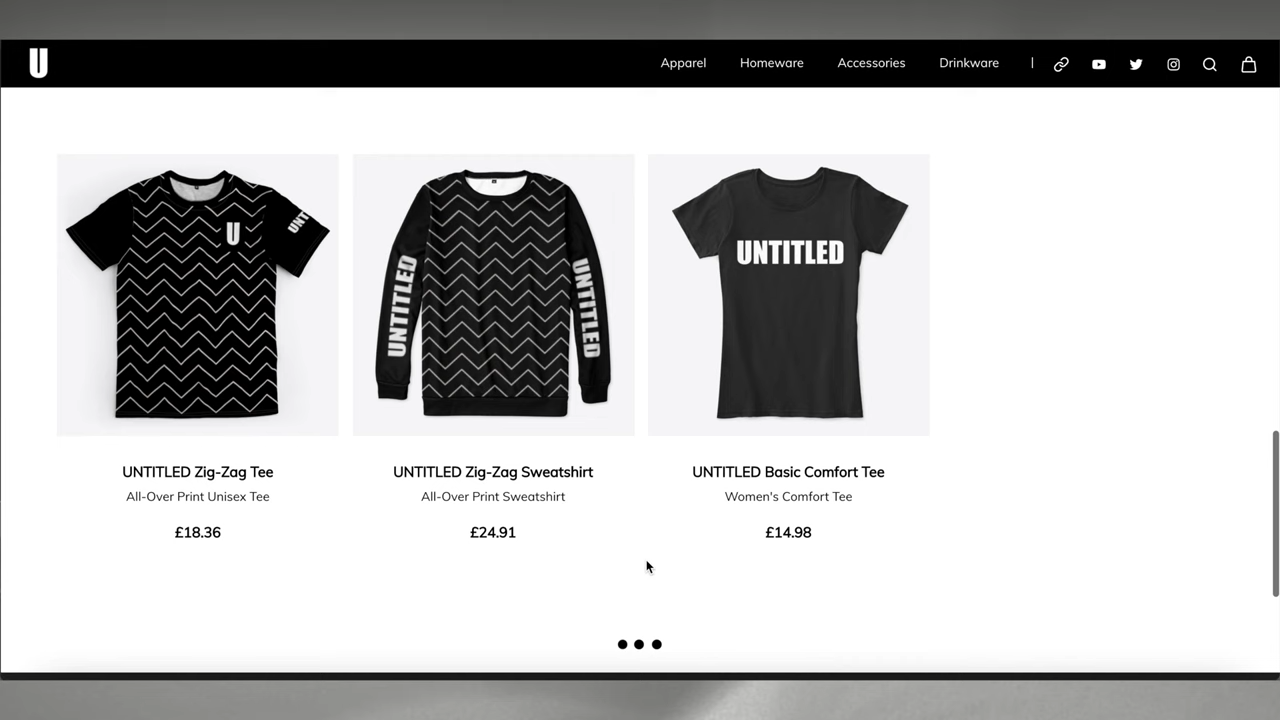 U
Apparel Homeware Accessories Drinkware |
U
UNT
UNTITLED
UNTITLED
UNTITLED
UNTITLED Zig-Zag Tee
All-Over Print Unisex Tee
£18.36
UNTITLED Zig-Zag Sweatshirt
All-Over Print Sweatshirt
£24.91
UNTITLED Basic Comfort Tee
Women's Comfort Tee
£14.98